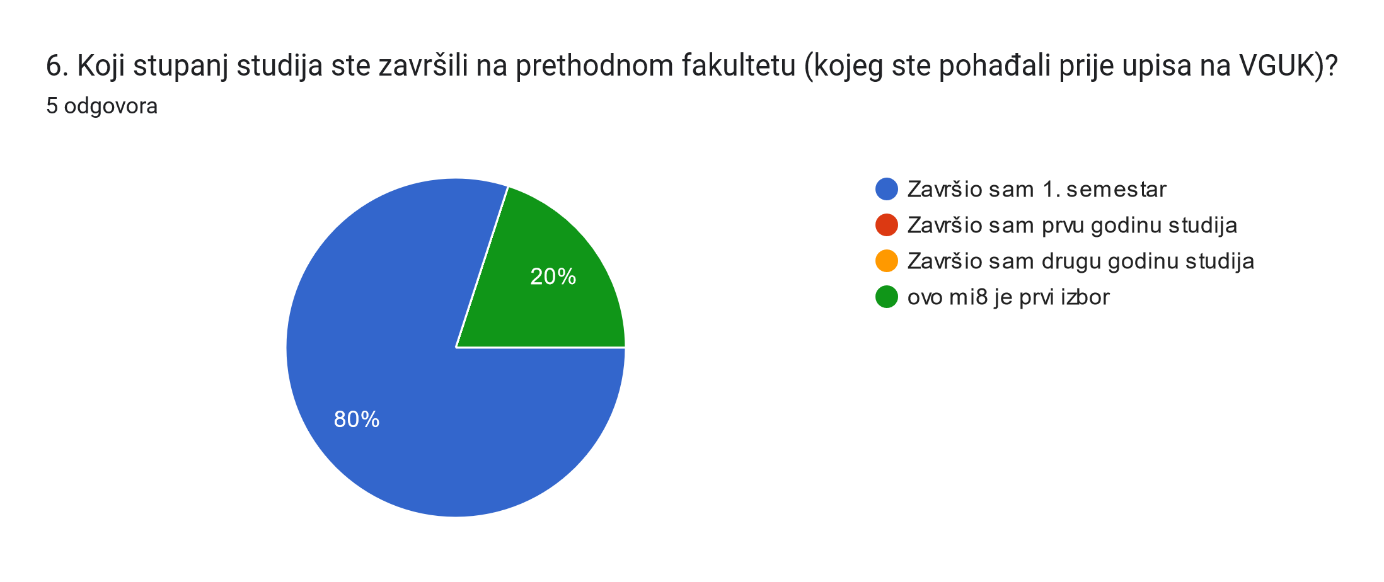 6. Koji stupanj studija ste završili na prethodnom fakultetu (kojeg ste pohađali prije upisa na VGUK)?
5 odgovora
Završio sam 1. semestar
Završio sam prvu godinu studija
Završio sam drugu godinu studija
ovo mi8 je prvi izbor
20%
80%